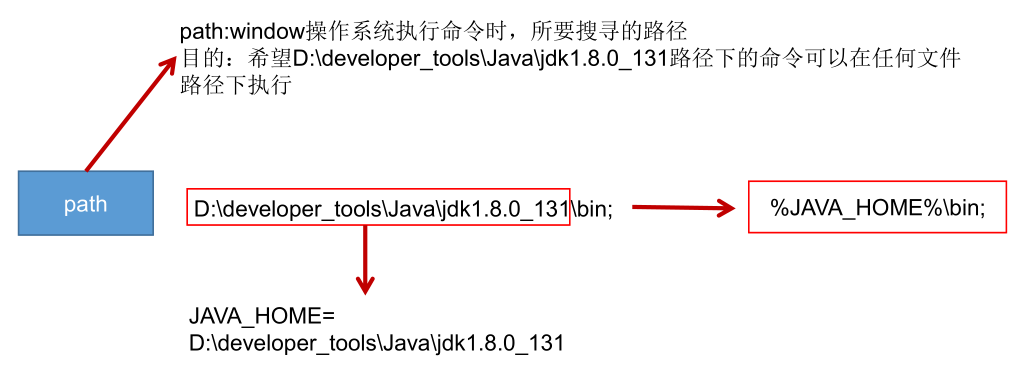 path:window操作系统执行命令时，所要搜寻的路径
目的：希望D:\developer_tools\Java\jdk1.8.0_131路径下的命令可以在任何文件
路径下执行
path
D:\developer_tools\Java\jdk1.8.0_131\bin;
%JAVA_HOME%\bin;
JAVA_HOME=
D:\developer_tools\Java\jdk1.8.0_131